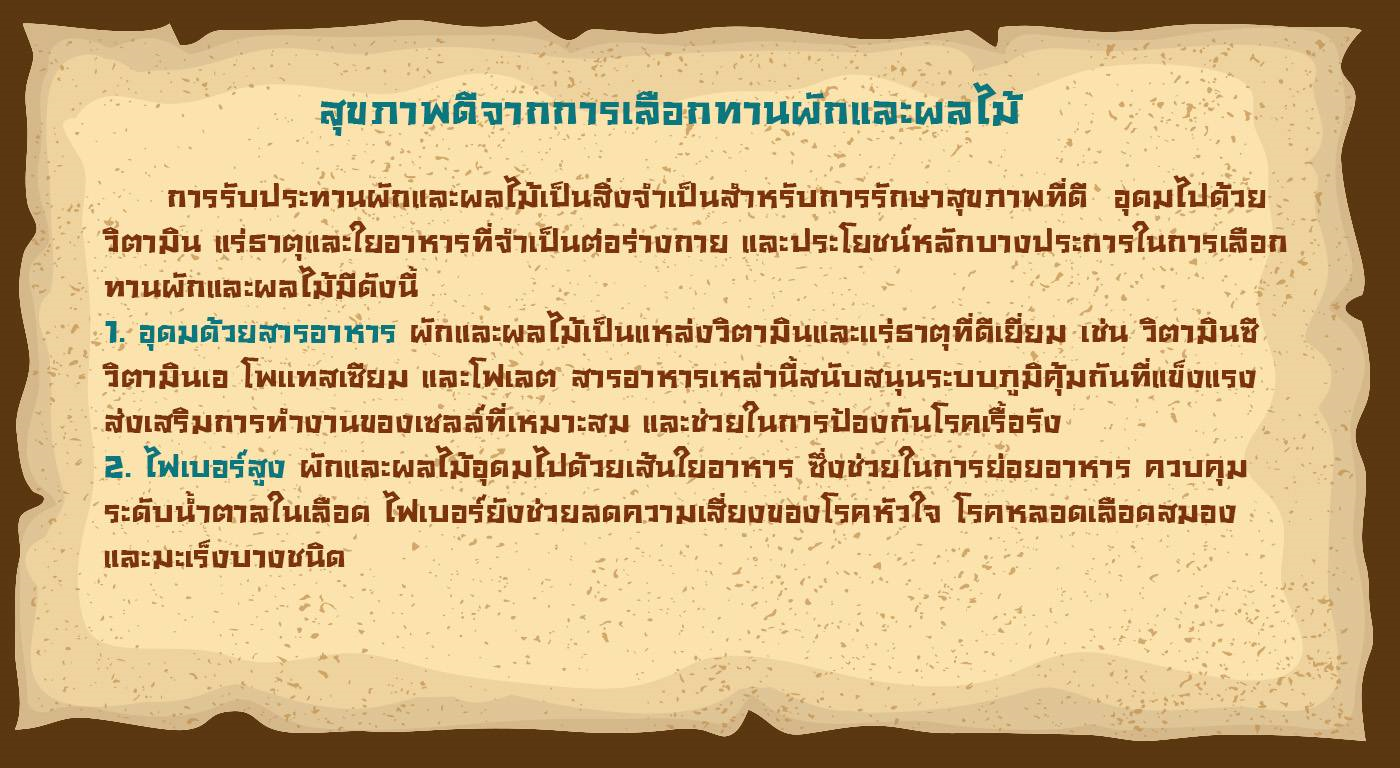 สุขภาพดีจากการเลือกทานผักและผลไม้
การรับประทานผักและผลไม้เป็นสิ่งจำเป็นสำหรับการรักษาสุขภาพที่ดี อุดมไปด้วย
วิตามิน แร่ธาตุและใยอาหารที่จำเป็นต่อร่างกาย และประโยชน์หลักบางประการในการเลือก
ทานผักและผลไม้มีดังนี้
1. อุดมด้วยสารอาหาร ผักและผลไม้เป็นแหล่งวิตามินและแร่ธาตุที่ดีเยี่ยม เช่น วิตามินซี
วิตามินเอ โพแทสเซียม และโฟเลต สารอาหารเหล่านี้สนับสนุนระบบภูมิคุ้มกันที่แข็งแรง
ส่งเสริมการทำงานของเซลล์ที่เหมาะสม และช่วยในการป้องกันโรคเรื้อรัง
2. ไฟเบอร์สูง ผักและผลไม้อุดมไปด้วยเส้นใยอาหาร ซึ่งช่วยในการย่อยอาหาร ควบคุม
ระดับน้ำตาลในเลือด ไฟเบอร์ยังช่วยลดความเสี่ยงของโรคหัวใจ โรคหลอดเลือดสมอง
และมะเร็งบางชนิด